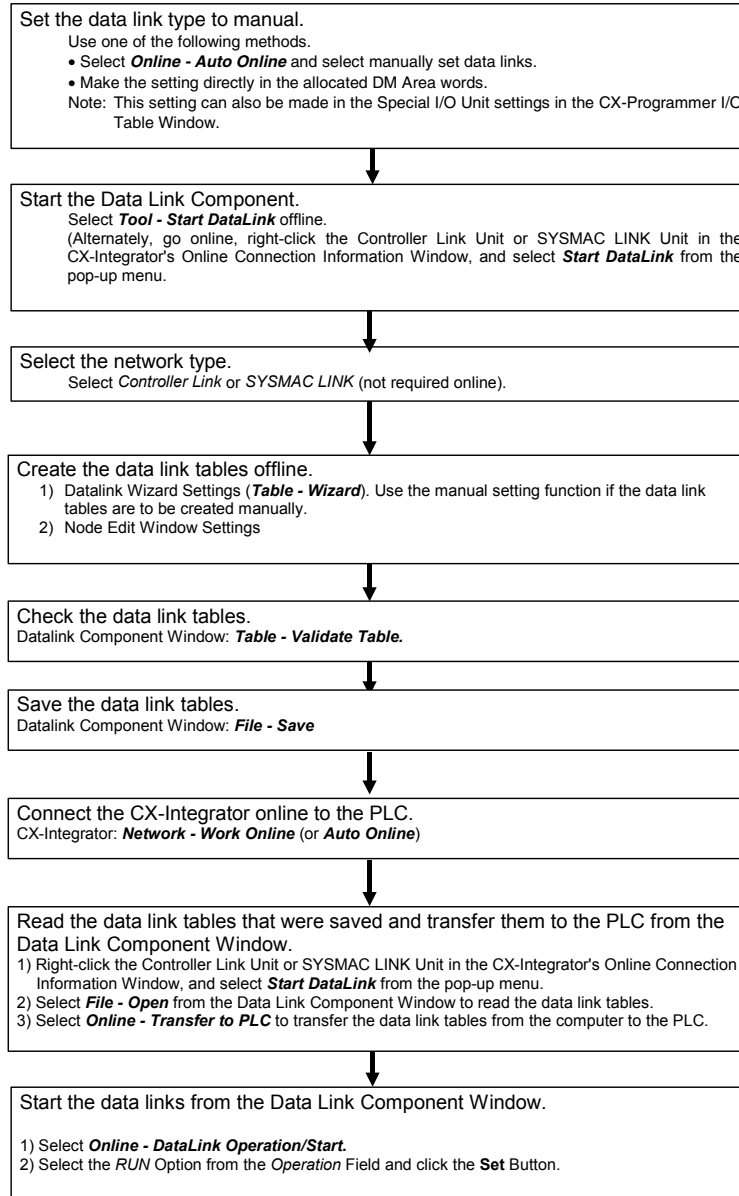 Set the data link type to manual.
Use one of the following methods.
• Select Online - Auto Online and select manually set data links.
• Make the setting directly in the allocated DM Area words.
Note: This setting can also be made in the Special I/O Unit settings in the CX-Programmer I/O
Table Window.
Start the Data Link Component.
Select Tool - Start DataLink offline.
(Alternately, go online, right-click the Controller Link Unit or SYSMAC LINK Unit in the
CX-Integrator's Online Connection Information Window, and select Start DataLink from the
pop-up menu.
Select the network type.
Select Controller Link or SYSMAC LINK (not required online).
Create the data link tables offline.
1) Datalink Wizard Settings (Table - Wizard). Use the manual setting function if the data link
tables are to be created manually.
2) Node Edit Window Settings
Check the data link tables.
Datalink Component Window: Table - Validate Table.
Save the data link tables.
Datalink Component Window: File - Save
Connect the CX-Integrator online to the PLC.
CX-Integrator: Network - Work Online (or Auto Online)
Read the data link tables that were saved and transfer them to the PLC from the
Data Link Component Window.
1) Right-click the Controller Link Unit or SYSMAC LINK Unit in the CX-Integrator's Online Connection
Information Window, and select Start DataLink from the pop-up menu.
2) Select File - Open from the Data Link Component Window to read the data link tables.
3) Select Online - Transfer to PLC to transfer the data link tables from the computer to the PLC.
Start the data links from the Data Link Component Window.
1) Select Online - DataLink Operation/Start.
2) Select the RUN Option from the Operation Field and click the Set Button.